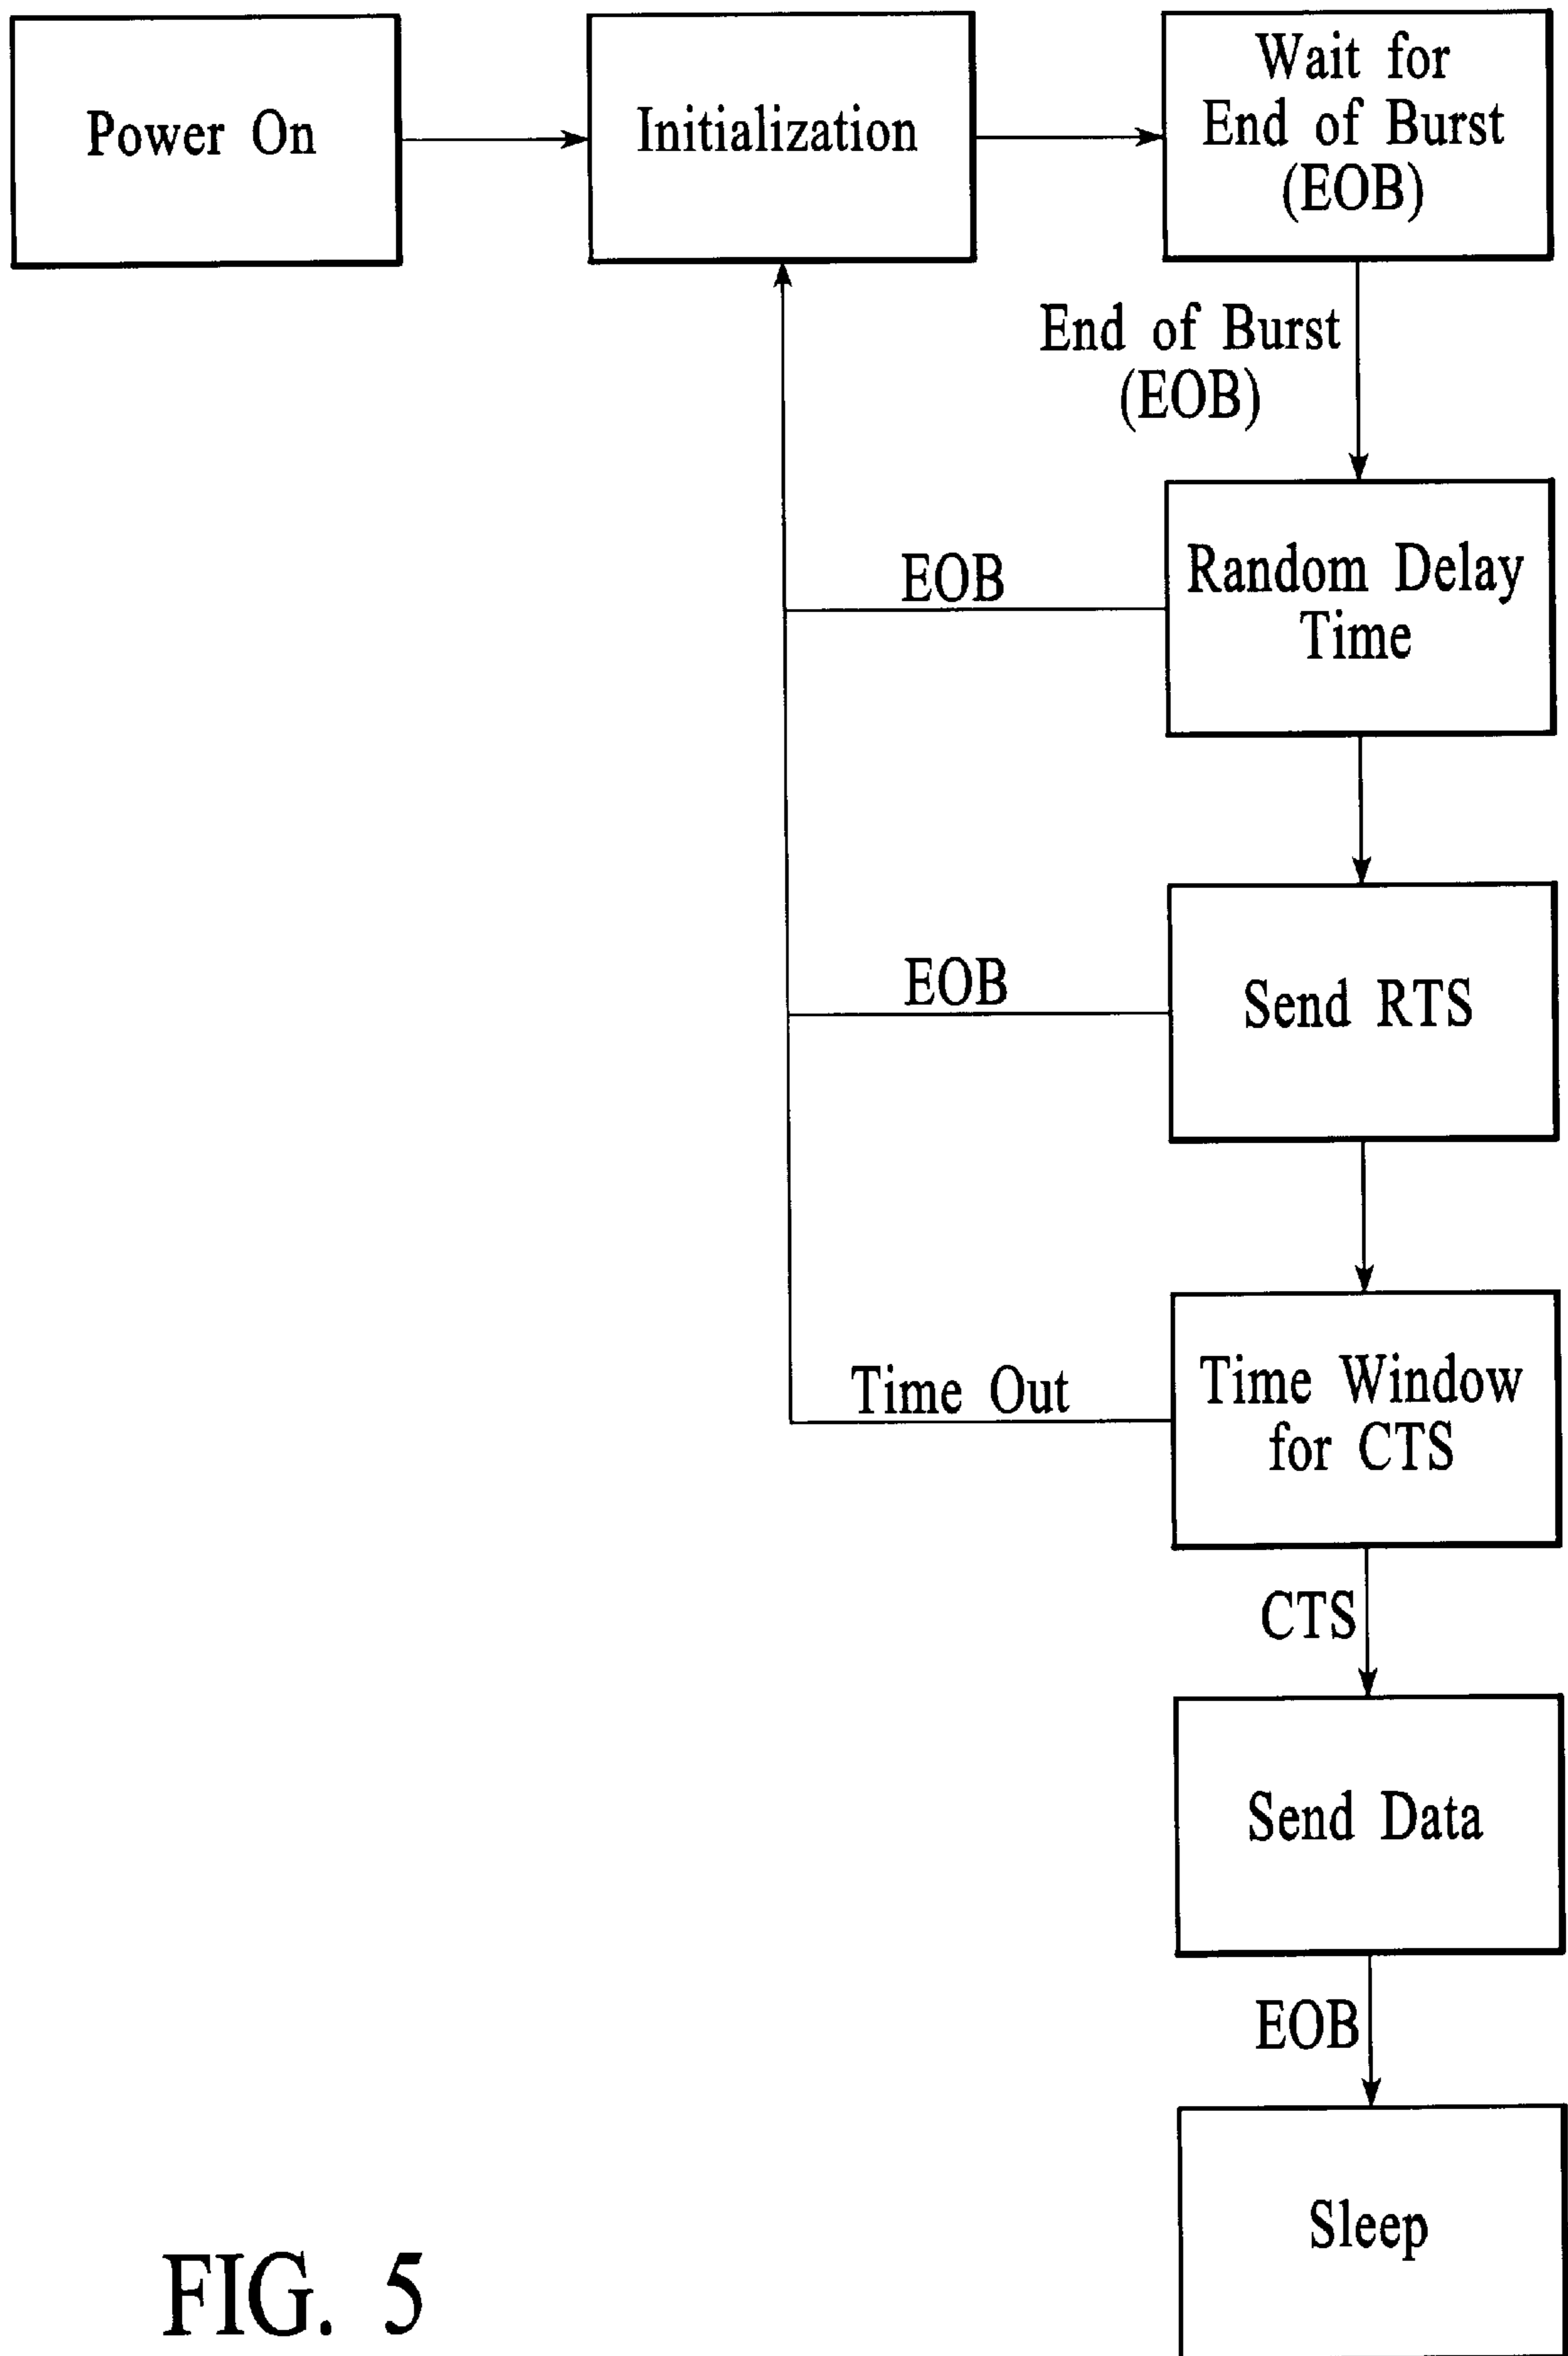 Power On
Initialization
Wait for
End of Burst
(EOB)
End of Burst
(EOB)
Random Delay
Time
EOB
Send RTS
EOB
Time Window
for CTS
Time Out
CTS
Send Data
EOB
Sleep
FIG. 5